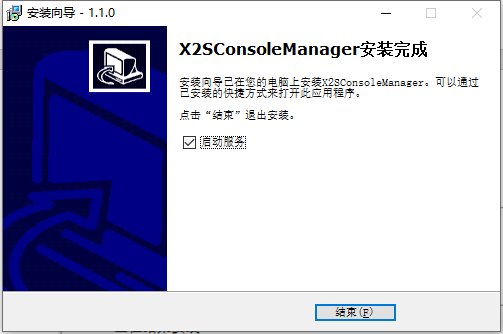 安装向导 - 1.1.0
X2SConsoleManager安装完成
安装向导已在您的电脑上安装X2SConsoleManager。可以通过
已安装的快捷方式来打开此应用程序。
点击“结束”退出安装。
启动服务
结束(F)